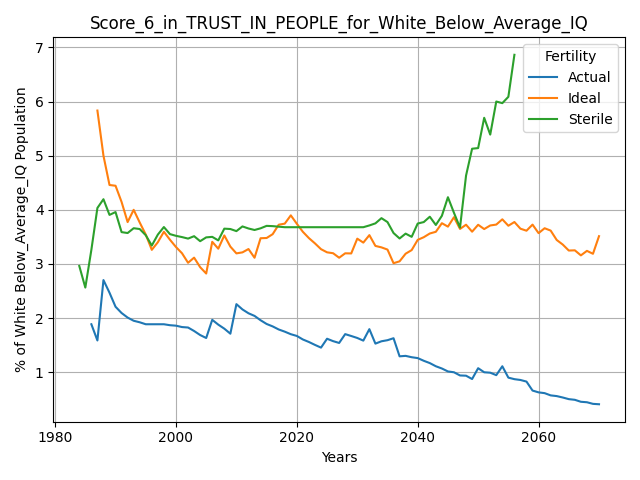 Score_6_in_TRUST_IN_PEOPLE_for_White_Below_Average_IQ
% of White Below_Average_IQ Population
7
6
5
4
3
2
1
Fertility
Actual
Ideal
Sterile
1980
2000
2020
2040
2060
Years